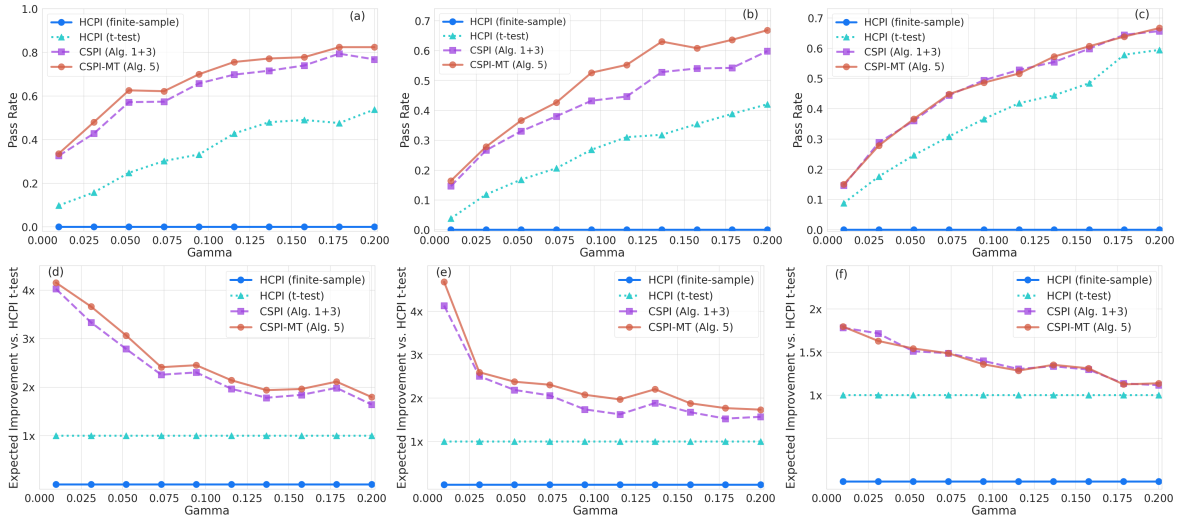 (a)
HCPI (finite-sample)
HCPI (t-test)
CSPI (Alg. 1+3)
CSPI-MT (Alg. 5)
Pass Rate
1.0
0.8
0.6
0.4
0.2
0.0
0.000 0.025 0.050 0.075 0.100 0.125 0.150 0.175 0.200
Gamma
(b)
HCPI (finite-sample)
HCPI (t-test)
CSPI (Alg. 1+3)
CSPI-MT (Alg. 5)
Pass Rate
0.7
0.6
0.5
0.4
0.3
0.2
0.1
0.0
0.000 0.025 0.050 0.075 0.100 0.125 0.150 0.175 0.200
Gamma
(c)
HCPI (finite-sample)
HCPI (t-test)
CSPI (Alg. 1+3)
CSPI-MT (Alg. 5)
Pass Rate
0.7
0.6
0.5
0.4
0.3
0.2
0.1
0.0
0.000 0.025 0.050 0.075 0.100 0.125 0.150 0.175 0.200
Gamma
(d)
HCPI (finite-sample)
HCPI (t-test)
CSPI (Alg. 1+3)
CSPI-MT (Alg. 5)
Expected Improvement vs. HCPI t-test
4x
3x
2x
1x
0.000 0.025 0.050 0.075 0.100 0.125 0.150 0.175 0.200
Gamma
(e)
HCPI (finite-sample)
HCPI (t-test)
CSPI (Alg. 1+3)
CSPI-MT (Alg. 5)
Expected Improvement vs. HCPI t-test
4x
3x
2x
1x
0.000 0.025 0.050 0.075 0.100 0.125 0.150 0.175 0.200
Gamma
(f)
HCPI (finite-sample)
HCPI (t-test)
CSPI (Alg. 1+3)
CSPI-MT (Alg. 5)
Expected Improvement vs. HCPI t-test
2x
1.5x
1x
0.000 0.025 0.050 0.075 0.100 0.125 0.150 0.175 0.200
Gamma